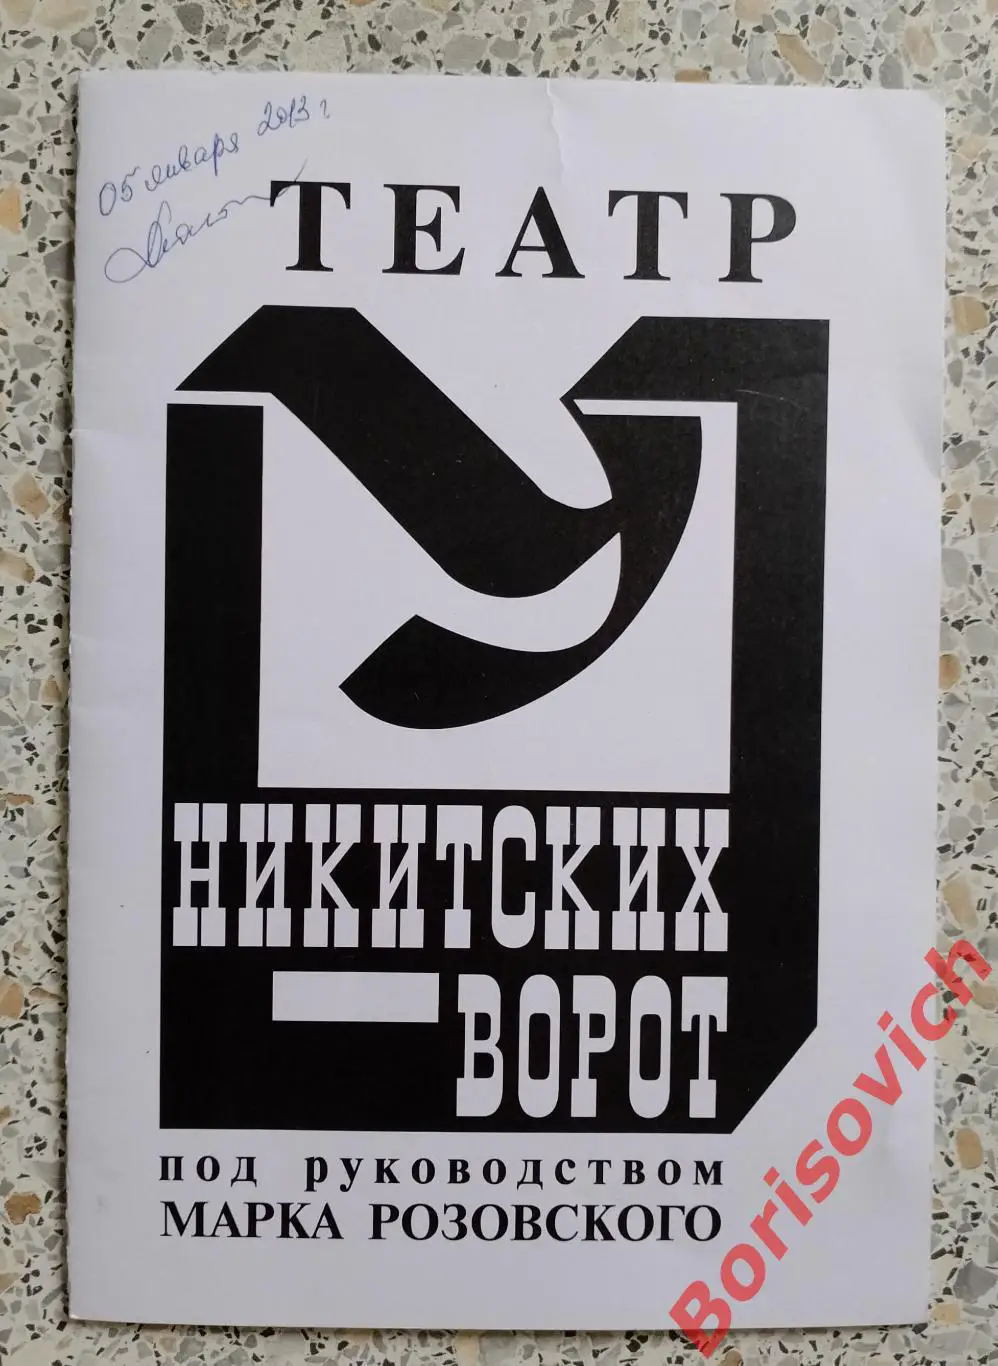 05 января 2013 г.
ТЕАТР
У
НИКИТСКИХ
ВОРОТ
под руководством
МАРКА РОЗОВСКОГО
Borisovich